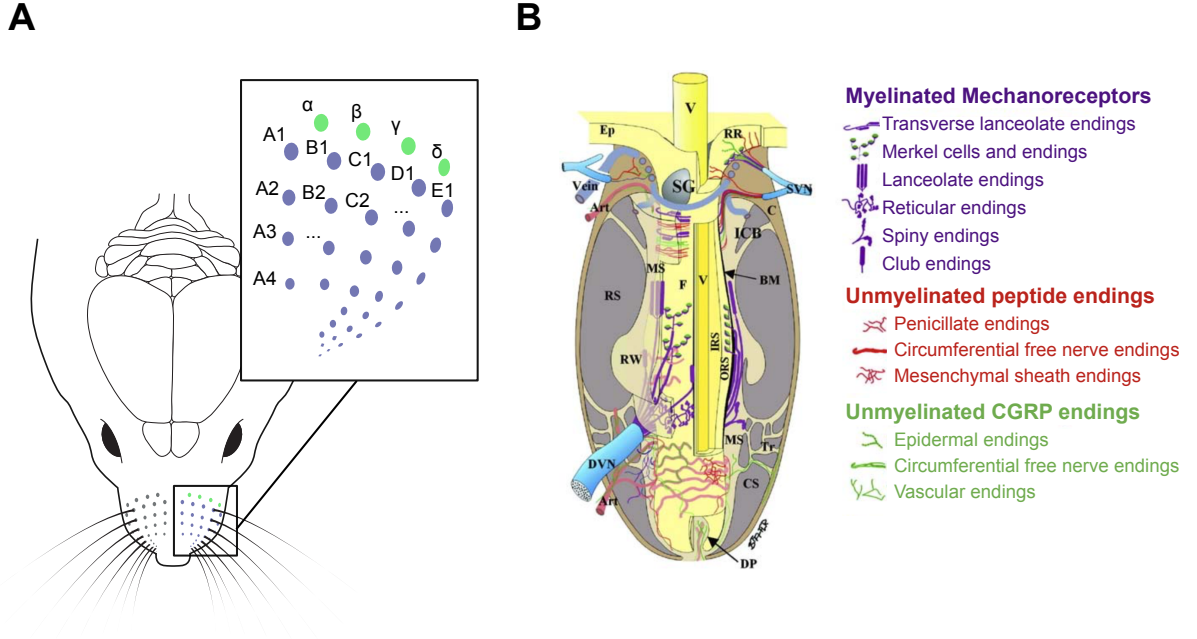 A
α
β
γ
δ
A1
B1
C1
D1
E1
A2
B2
C2
...
A3
...
A4
B
V
Ep
RR
Vein
SG
SVN
Art
C
ICB
MS
V
BM
F
RS
IRS
RW
ORS
MS
Tr
DVN
CS
Art
DP
Myelinated Mechanoreceptors
Transverse lanceolate endings
Merkel cells and endings
Lanceolate endings
Reticular endings
Spiny endings
Club endings
Unmyelinated peptide endings
Penicillate endings
Circumferential free nerve endings
Mesenchymal sheath endings
Unmyelinated CGRP endings
Epidermal endings
Circumferential free nerve endings
Vascular endings